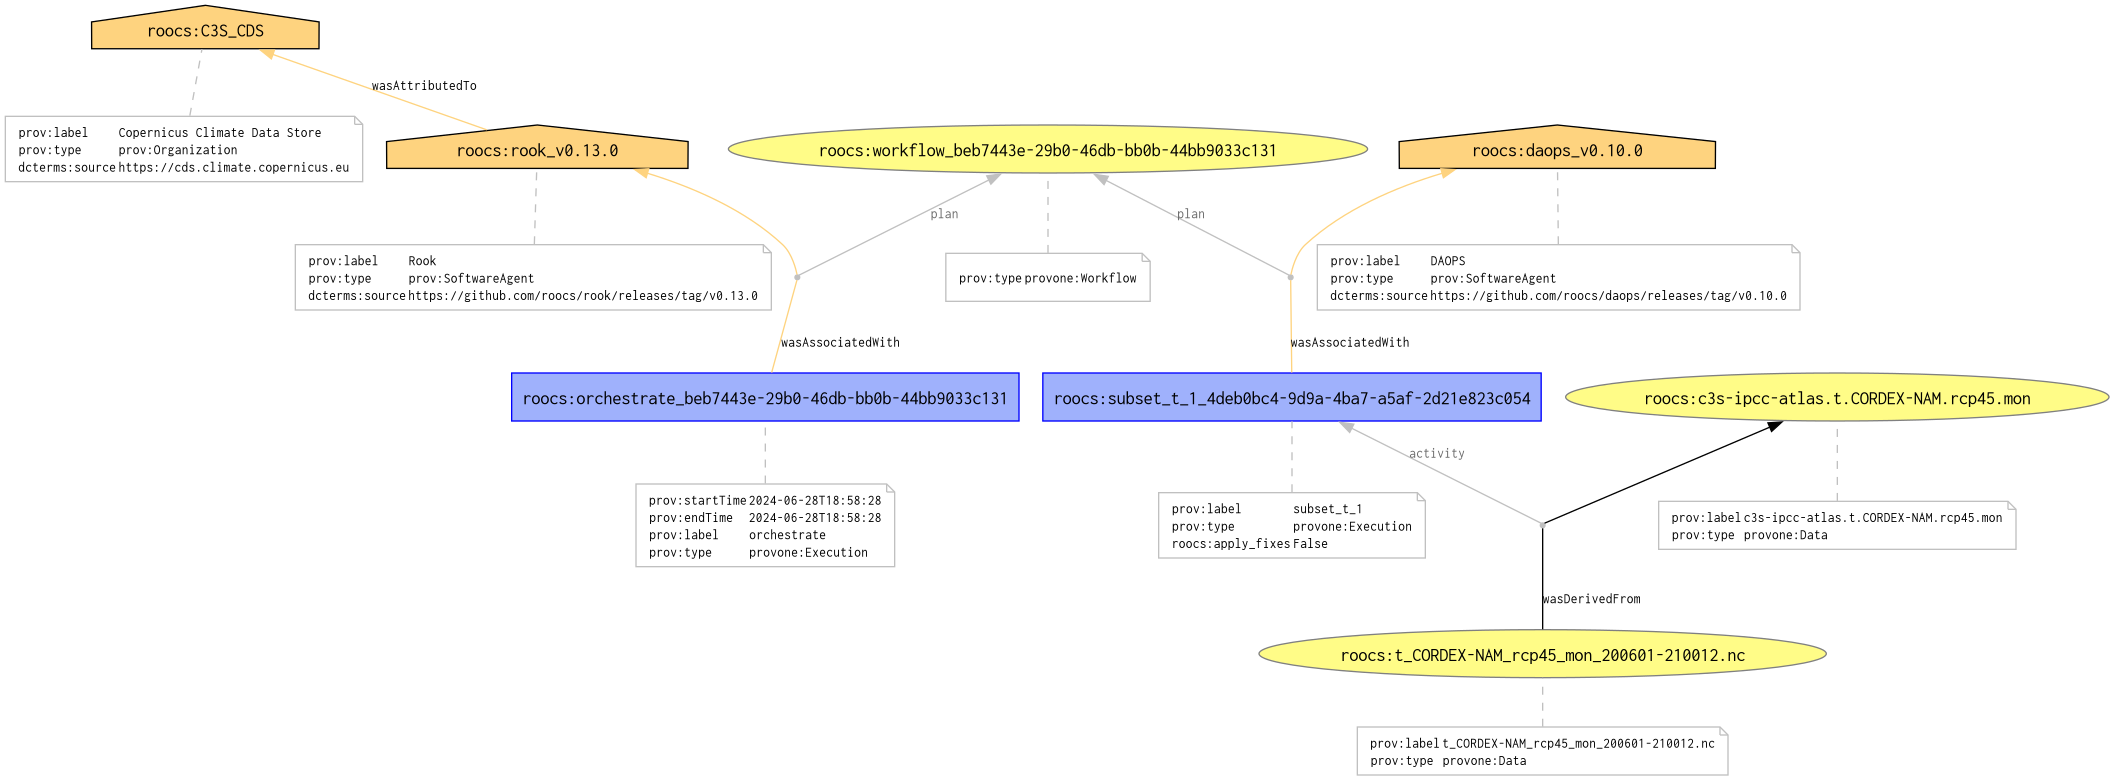 roocs:C3S_CDS
wasAttributedTo
prov:label Copernicus Climate Data Store
prov:type prov:Organization
dcterms:source https://cds.climate.copernicus.eu
roocs:rook_v0.13.0
roocs:workflow_beb7443e-29b0-46db-bb0b-44bb9033c131
roocs:daops_v0.10.0
plan
plan
prov:label Rook
prov:type prov:SoftwareAgent
dcterms:source https://github.com/roocs/rook/releases/tag/v0.13.0
prov:type provone:Workflow
prov:label DAOPS
prov:type prov:SoftwareAgent
dcterms:source https://github.com/roocs/daops/releases/tag/v0.10.0
wasAssociatedWith
wasAssociatedWith
roocs:orchestrate_beb7443e-29b0-46db-bb0b-44bb9033c131
roocs:subset_t_1_4deb0bc4-9d9a-4ba7-a5af-2d21e823c054
roocs:c3s-ipcc-atlas.t.CORDEX-NAM.rcp45.mon
activity
prov:startTime 2024-06-28T18:58:28
prov:endTime 2024-06-28T18:58:28
prov:label orchestrate
prov:type provone:Execution
prov:label subset_t_1
prov:type provone:Execution
roocs:apply_fixes False
prov:label c3s-ipcc-atlas.t.CORDEX-NAM.rcp45.mon
prov:type provone:Data
wasDerivedFrom
roocs:t_CORDEX-NAM_rcp45_mon_200601-210012.nc
prov:label t_CORDEX-NAM_rcp45_mon_200601-210012.nc
prov:type provone:Data